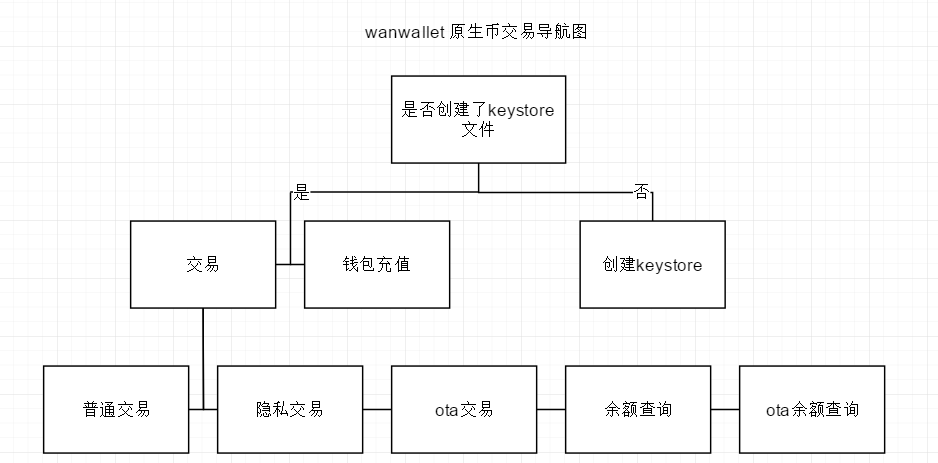 wanwallet 原生币交易导航图
是否创建了keystore
文件
是
否
交易
钱包充值
创建keystore
普通交易
隐私交易
ota交易
余额查询
ota余额查询